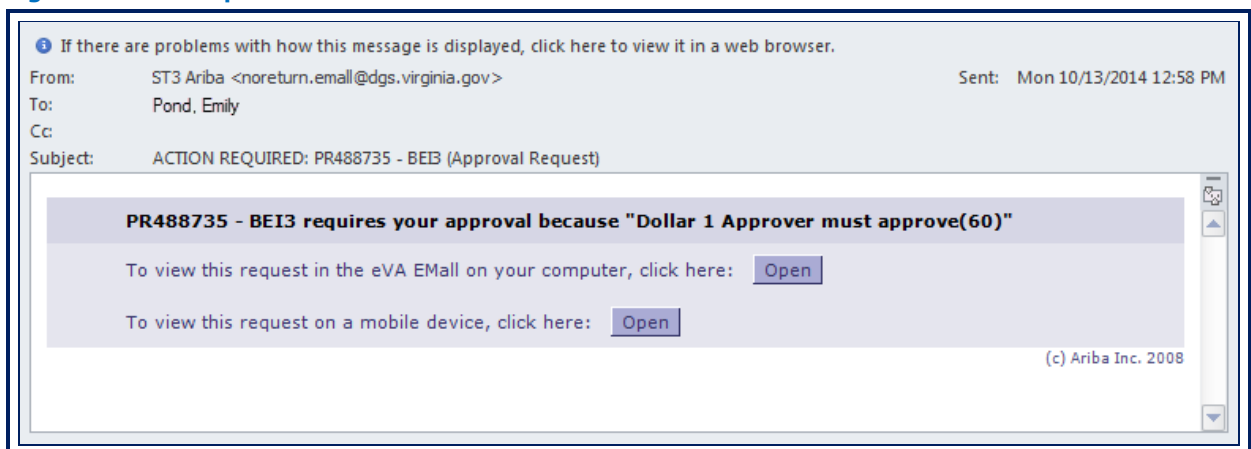 If there are problems with how this message is displayed, click here to view it in a web browser.
From: ST3 Ariba <noreturn.emall@dgs.virginia.gov> Sent: Mon 10/13/2014 12:58 PM
To: Pond, Emily
Cc:
Subject: ACTION REQUIRED: PR488735 - BEI3 (Approval Request)
PR488735 - BEI3 requires your approval because "Dollar 1 Approver must approve(60)"
To view this request in the eVA EMall on your computer, click here: Open
To view this request on a mobile device, click here: Open
(c) Ariba Inc. 2008